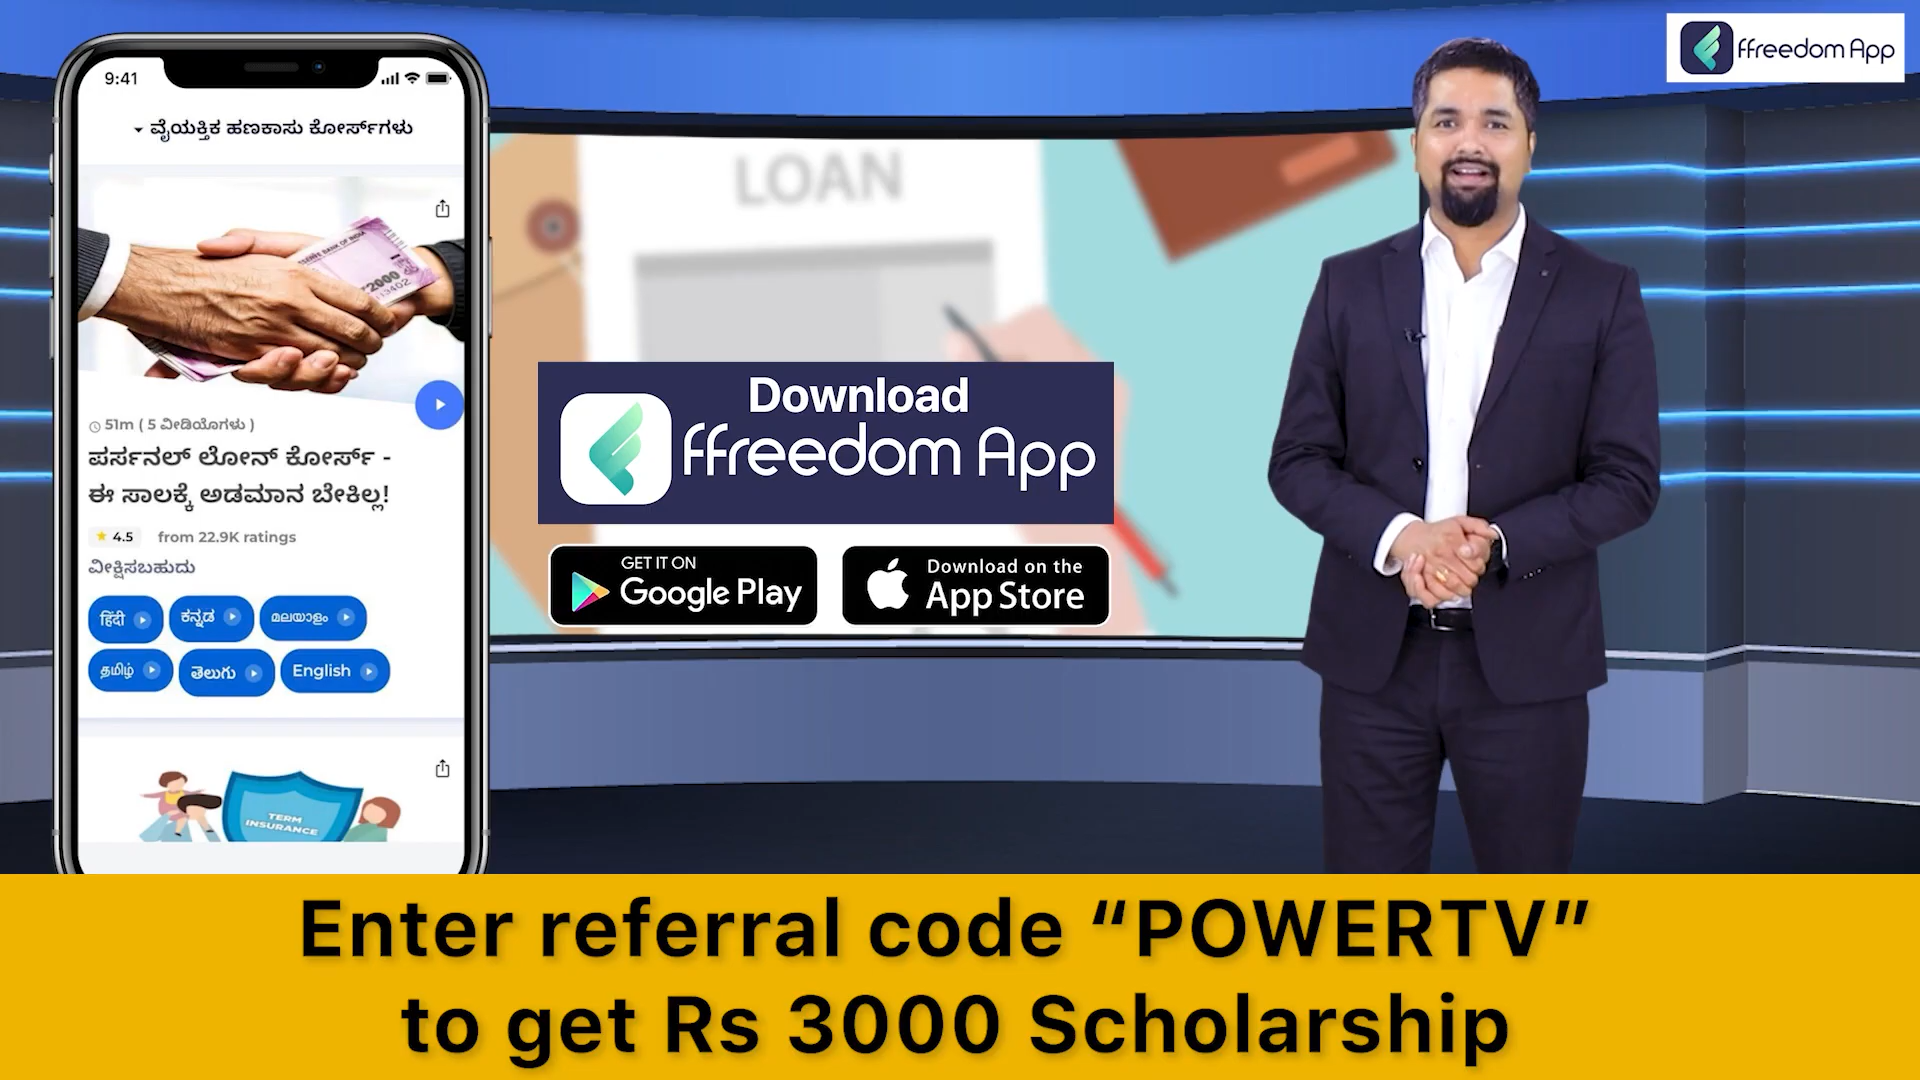 9:41
ವೈಯಕ್ತಿಕ ಹಣಕಾಸು ಕೋರ್ಸ್‌ಗಳು
2000
51m ( 5 ವೀಡಿಯೊಗಳು )
ಪರ್ಸನಲ್ ಲೋನ್ ಕೋರ್ಸ್ -
ಈ ಸಾಲಕ್ಕೆ ಅಡಮಾನ ಬೇಕಿಲ್ಲ!
4.5 from 22.9K ratings
ವೀಕ್ಷಿಸಬಹುದು
हिंदी ಕನ್ನಡ മലയാളം
தமிழ் తెలుగు English
TERM
INSURANCE
LOAN
Download
ffreedom App
GET IT ON
Google Play
Download on the
App Store
ffreedom App
Enter referral code “POWERTV”
to get Rs 3000 Scholarship